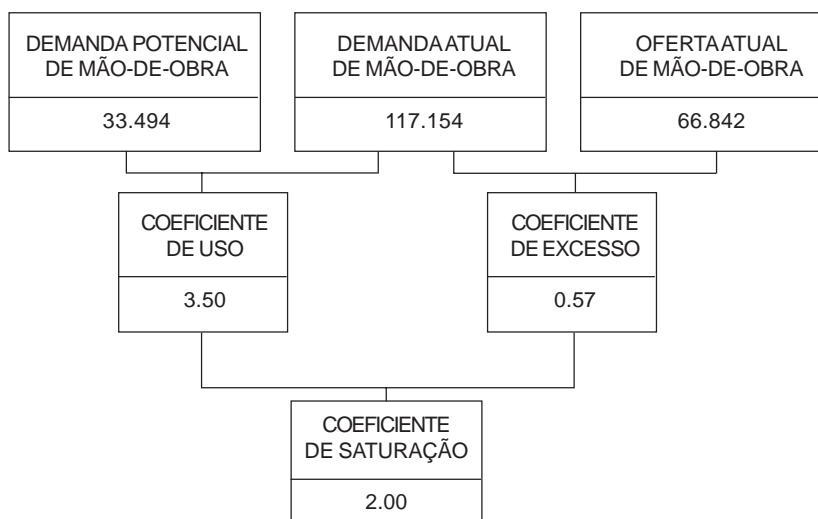 DEMANDA POTENCIAL
DE MÃO-DE-OBRA
33.494
DEMANDA ATUAL
DE MÃO-DE-OBRA
117.154
OFERTA ATUAL
DE MÃO-DE-OBRA
66.842
COEFICIENTE
DE USO
3.50
COEFICIENTE
DE EXCESSO
0.57
COEFICIENTE
DE SATURAÇÃO
2.00